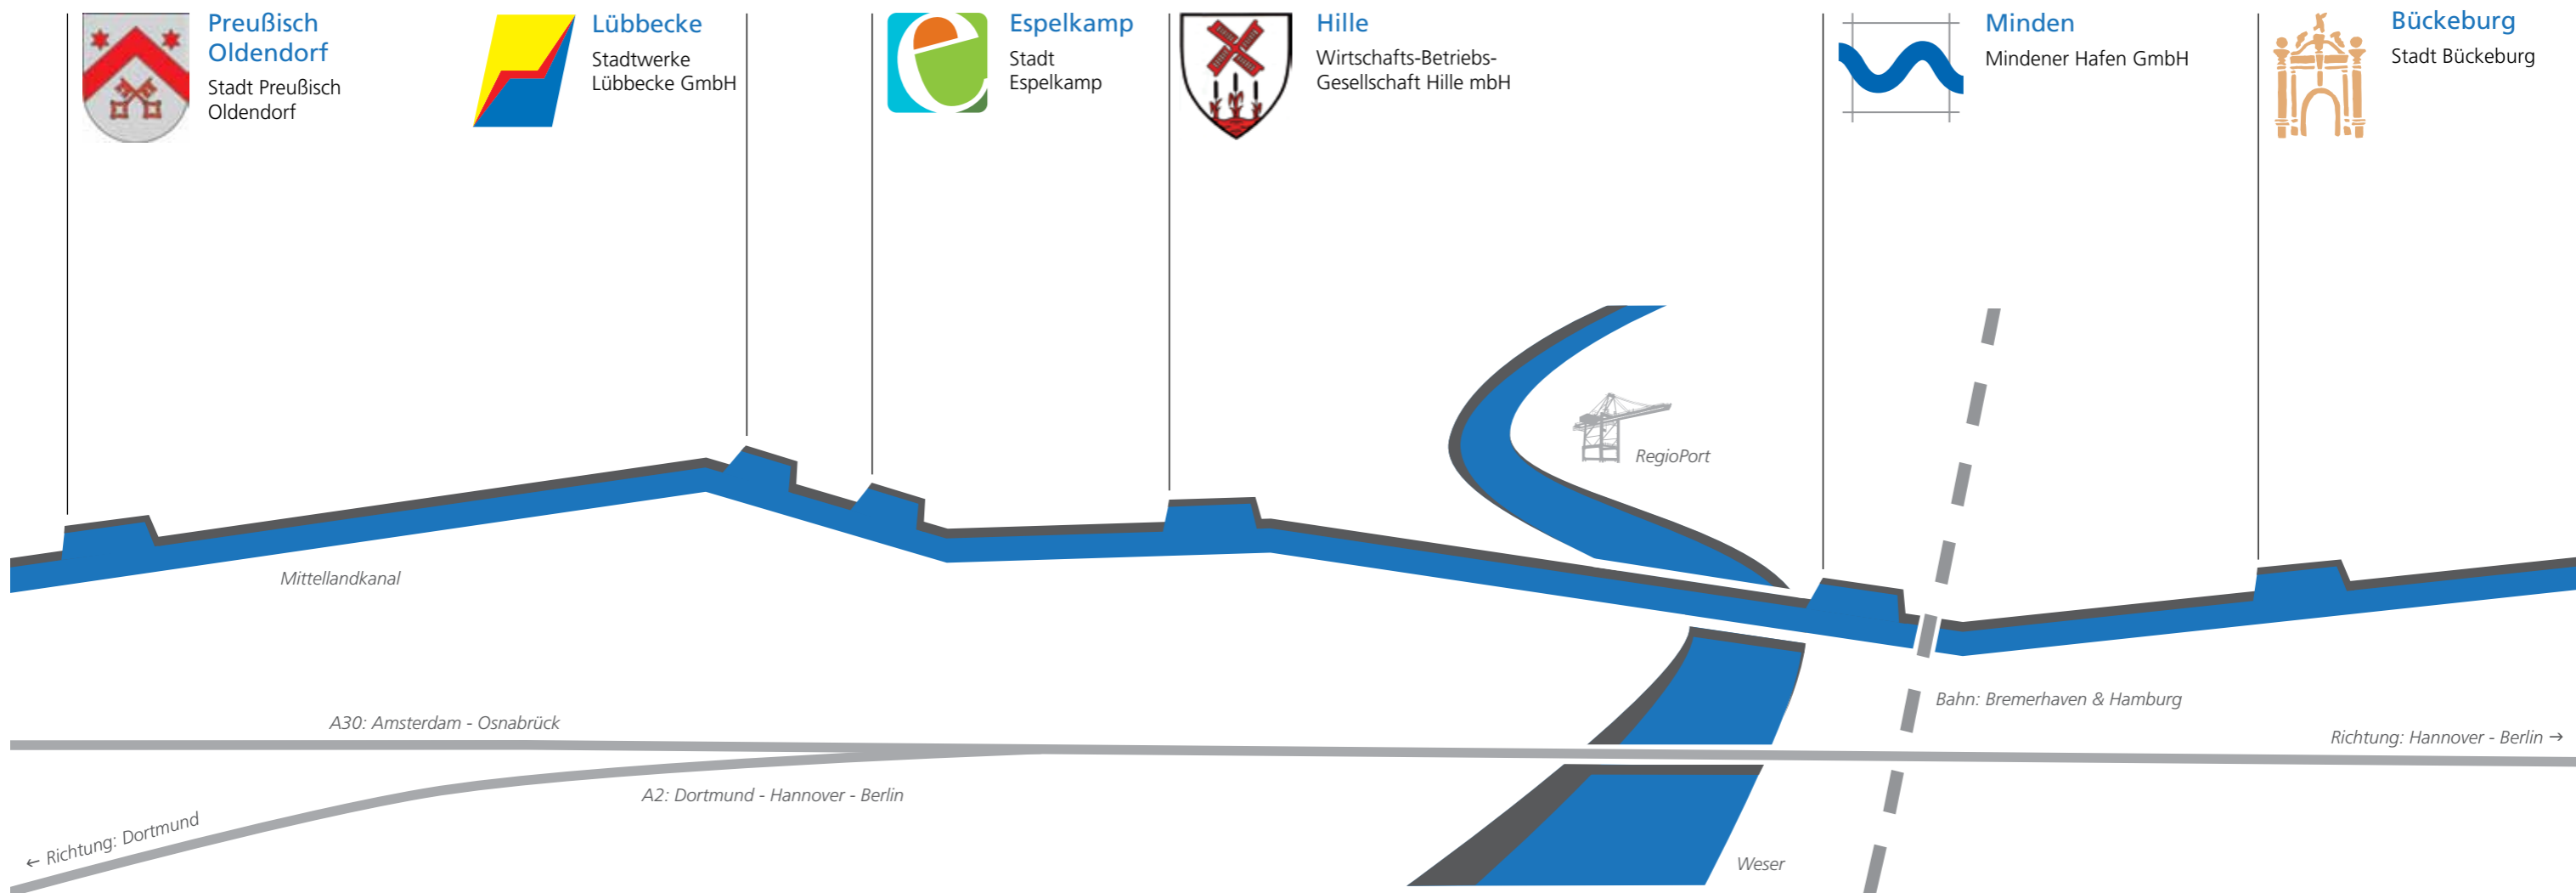 Preußisch
Oldendorf
Stadt Preußisch
Oldendorf
Lübbecke
Stadtwerke
Lübbecke GmbH
Espelkamp
Stadt
Espelkamp
Hille
Wirtschafts-Betriebs-
Gesellschaft Hille mbH
Minden
Mindener Hafen GmbH
Bückeburg
Stadt Bückeburg
RegioPort
Mittellandkanal
Bahn: Bremerhaven & Hamburg
A30: Amsterdam - Osnabrück
Richtung: Hannover - Berlin →
A2: Dortmund - Hannover - Berlin
← Richtung: Dortmund
Weser